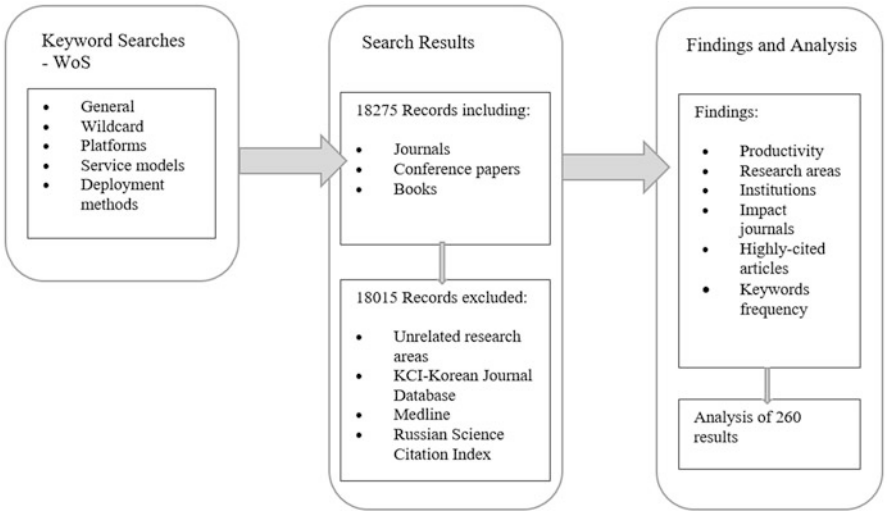 Keyword Searches
- WoS
• General
• Wildcard
• Platforms
• Service models
• Deployment
methods
Search Results
18275 Records including:
• Journals
• Conference papers
• Books
18015 Records excluded:
• Unrelated research
areas
• KCI-Korean Journal
Database
• Medline
• Russian Science
Citation Index
Findings and Analysis
Findings:
• Productivity
• Research areas
• Institutions
• Impact
journals
• Highly-cited
articles
• Keywords
frequency
Analysis of 260
results